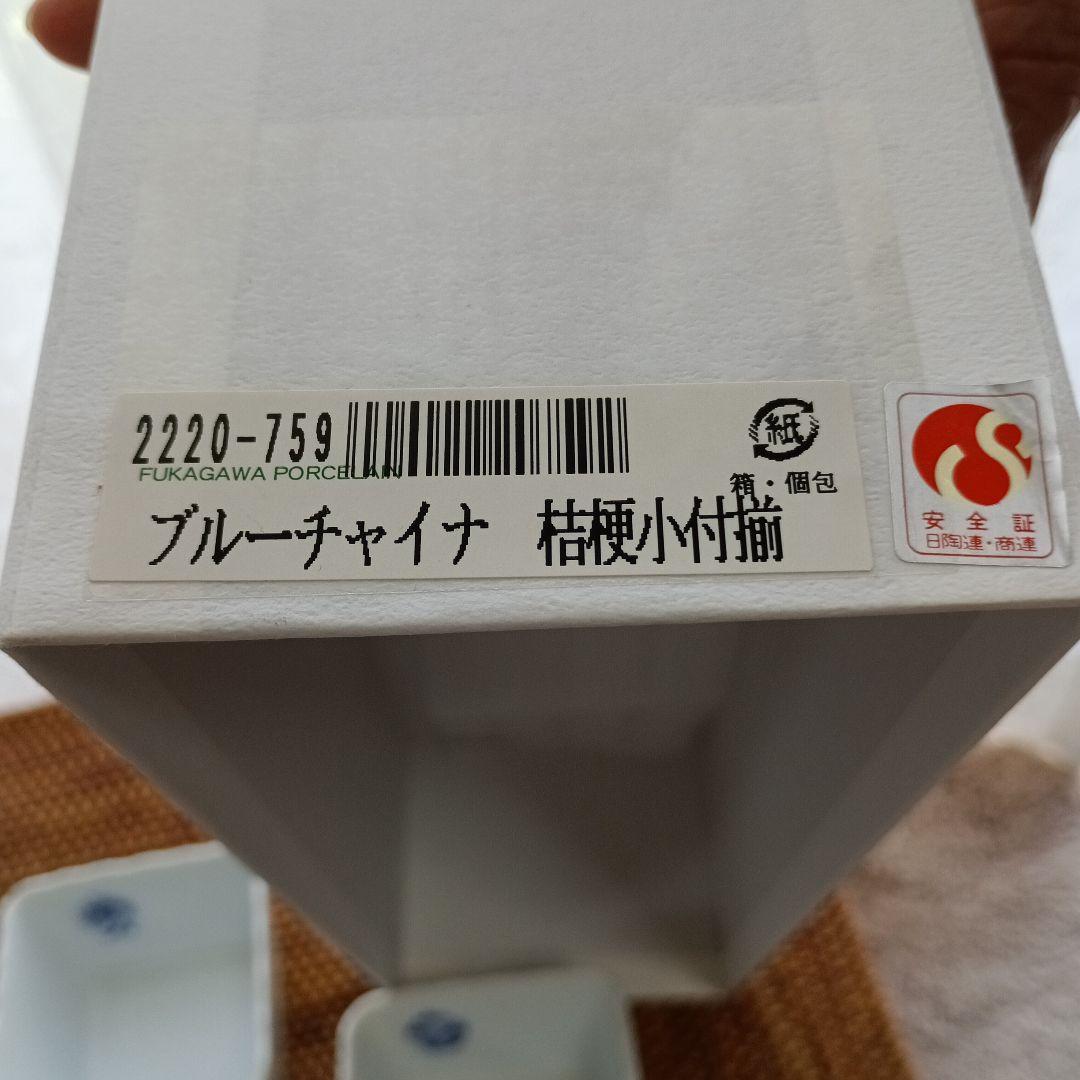 2220-759
FUKAGAWA PORCELAIN
紙
箱・個包
ブルーチャイナ 桔梗小付揃
安全証
日陶連・商連